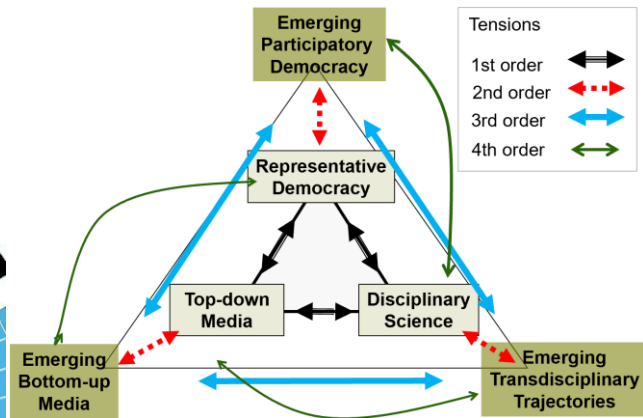 Emerging
Participatory
Democracy
Tensions
1st order
2nd order
3rd order
4th order
Representative
Democracy
Top-down
Media
Disciplinary
Science
Emerging
Bottom-up
Media
Emerging
Transdisciplinary
Trajectories